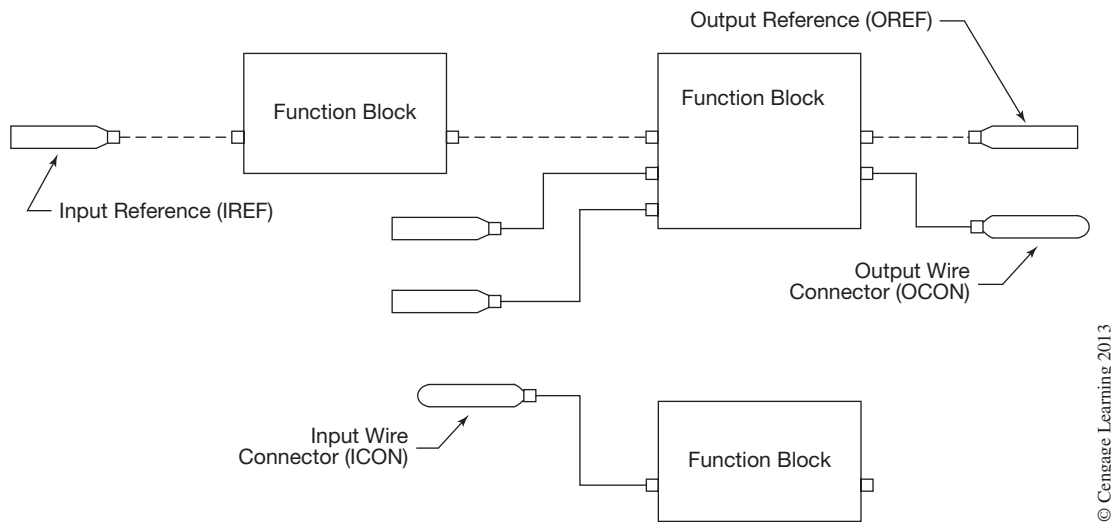 Output Reference (OREF)
Function Block
Function Block
Input Reference (IREF)
Output Wire
Connector (OCON)
Input Wire
Connector (ICON)
Function Block
© Cengage Learning 2013